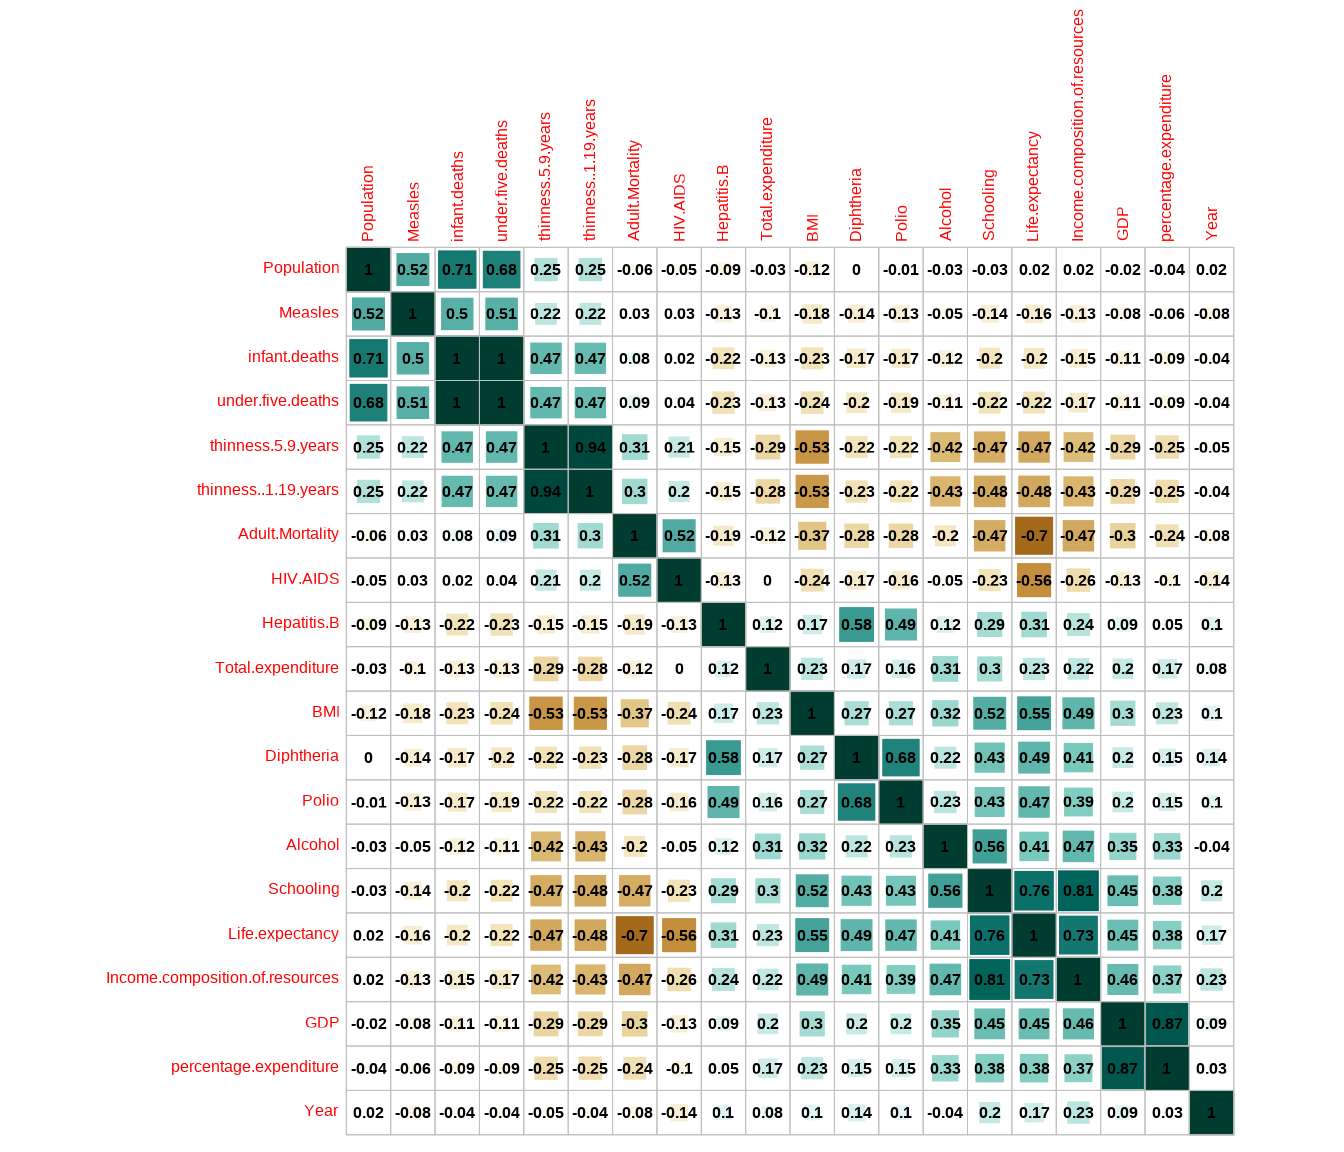 Population Measles infant.deaths under.five.deaths thinness.5.9.years thinness..1.19.years Adult.Mortality HIV.AIDS Hepatitis.B Total.expenditure BMI Diphtheria Polio Alcohol Schooling Life.expectancy Income.composition.of.resources GDP percentage.expenditure Year
Population 1 0.52 0.71 0.68 0.25 0.25 -0.06 -0.05 -0.09 -0.03 -0.12 0 -0.01 -0.03 -0.03 0.02 0.02 -0.02 -0.04 0.02
Measles 0.52 1 0.5 0.51 0.22 0.22 0.03 0.03 -0.13 -0.1 -0.18 -0.14 -0.13 -0.05 -0.14 -0.16 -0.13 -0.08 -0.06 -0.08
infant.deaths 0.71 0.5 1 1 0.47 0.47 0.08 0.02 -0.22 -0.13 -0.23 -0.17 -0.17 -0.12 -0.2 -0.2 -0.15 -0.11 -0.09 -0.04
under.five.deaths 0.68 0.51 1 1 0.47 0.47 0.09 0.04 -0.23 -0.13 -0.24 -0.2 -0.19 -0.11 -0.22 -0.22 -0.17 -0.11 -0.09 -0.04
thinness.5.9.years 0.25 0.22 0.47 0.47 1 0.94 0.31 0.21 -0.15 -0.29 -0.53 -0.22 -0.22 -0.42 -0.47 -0.47 -0.42 -0.29 -0.25 -0.05
thinness..1.19.years 0.25 0.22 0.47 0.47 0.94 1 0.3 0.2 -0.15 -0.28 -0.53 -0.23 -0.22 -0.43 -0.48 -0.48 -0.43 -0.29 -0.25 -0.04
Adult.Mortality -0.06 0.03 0.08 0.09 0.31 0.3 1 0.52 -0.19 -0.12 -0.37 -0.28 -0.28 -0.2 -0.47 -0.7 -0.47 -0.3 -0.24 -0.08
HIV.AIDS -0.05 0.03 0.02 0.04 0.21 0.2 0.52 1 -0.13 0 -0.24 -0.17 -0.16 -0.05 -0.23 -0.56 -0.26 -0.13 -0.1 -0.14
Hepatitis.B -0.09 -0.13 -0.22 -0.23 -0.15 -0.15 -0.19 -0.13 1 0.12 0.17 0.58 0.49 0.12 0.29 0.31 0.24 0.09 0.05 0.1
Total.expenditure -0.03 -0.1 -0.13 -0.13 -0.29 -0.28 -0.12 0 0.12 1 0.23 0.17 0.16 0.31 0.3 0.23 0.22 0.2 0.17 0.08
BMI -0.12 -0.18 -0.23 -0.24 -0.53 -0.53 -0.37 -0.24 0.17 0.23 1 0.27 0.27 0.32 0.52 0.55 0.49 0.3 0.23 0.1
Diphtheria 0 -0.14 -0.17 -0.2 -0.22 -0.23 -0.28 -0.17 0.58 0.17 0.27 1 0.68 0.22 0.43 0.49 0.41 0.2 0.15 0.14
Polio -0.01 -0.13 -0.17 -0.19 -0.22 -0.22 -0.28 -0.16 0.49 0.16 0.27 0.68 1 0.23 0.43 0.47 0.39 0.2 0.15 0.1
Alcohol -0.03 -0.05 -0.12 -0.11 -0.42 -0.43 -0.2 -0.05 0.12 0.31 0.32 0.22 0.23 1 0.56 0.41 0.47 0.35 0.33 -0.04
Schooling -0.03 -0.14 -0.2 -0.22 -0.47 -0.48 -0.47 -0.23 0.29 0.3 0.52 0.43 0.43 0.56 1 0.76 0.81 0.45 0.38 0.2
Life.expectancy 0.02 -0.16 -0.2 -0.22 -0.47 -0.48 -0.7 -0.56 0.31 0.23 0.55 0.49 0.47 0.41 0.76 1 0.73 0.45 0.38 0.17
Income.composition.of.resources 0.02 -0.13 -0.15 -0.17 -0.42 -0.43 -0.47 -0.26 0.24 0.22 0.49 0.41 0.39 0.47 0.81 0.73 1 0.46 0.37 0.23
GDP -0.02 -0.08 -0.11 -0.11 -0.29 -0.29 -0.3 -0.13 0.09 0.2 0.3 0.2 0.2 0.35 0.45 0.45 0.46 1 0.87 0.09
percentage.expenditure -0.04 -0.06 -0.09 -0.09 -0.25 -0.25 -0.24 -0.1 0.05 0.17 0.23 0.15 0.15 0.33 0.38 0.38 0.37 0.87 1 0.03
Year 0.02 -0.08 -0.04 -0.04 -0.05 -0.04 -0.08 -0.14 0.1 0.08 0.1 0.14 0.1 -0.04 0.2 0.17 0.23 0.09 0.03 1